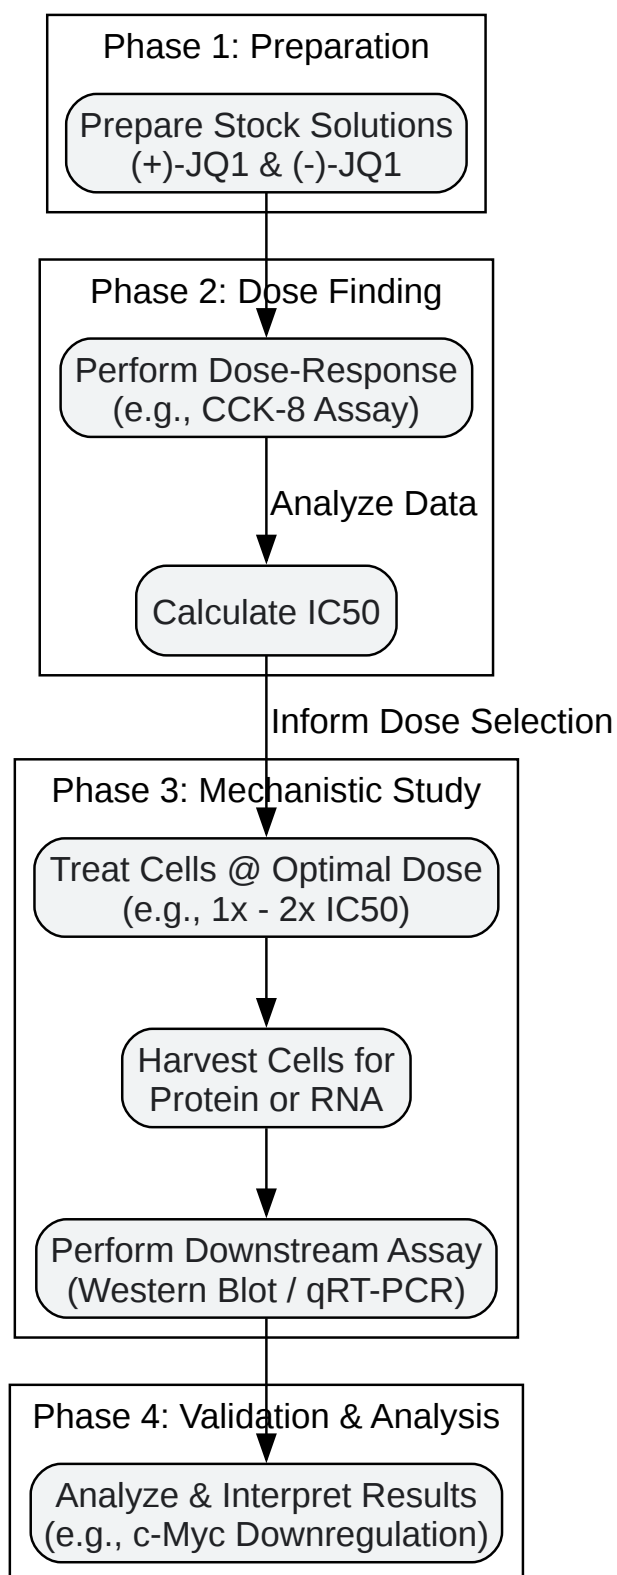 Phase 1: Preparation
Prepare Stock Solutions
(+)-JQ1 & (-)-JQ1
Phase 2: Dose Finding
Perform Dose-Response
(e.g., CCK-8 Assay)
Analyze Data
Calculate IC50
Inform Dose Selection
Phase 3: Mechanistic Study
Treat Cells @ Optimal Dose
(e.g., 1x - 2x IC50)
Harvest Cells for
Protein or RNA
Perform Downstream Assay
(Western Blot / qRT-PCR)
Phase 4: Validation & Analysis
Analyze & Interpret Results
(e.g., c-Myc Downregulation)